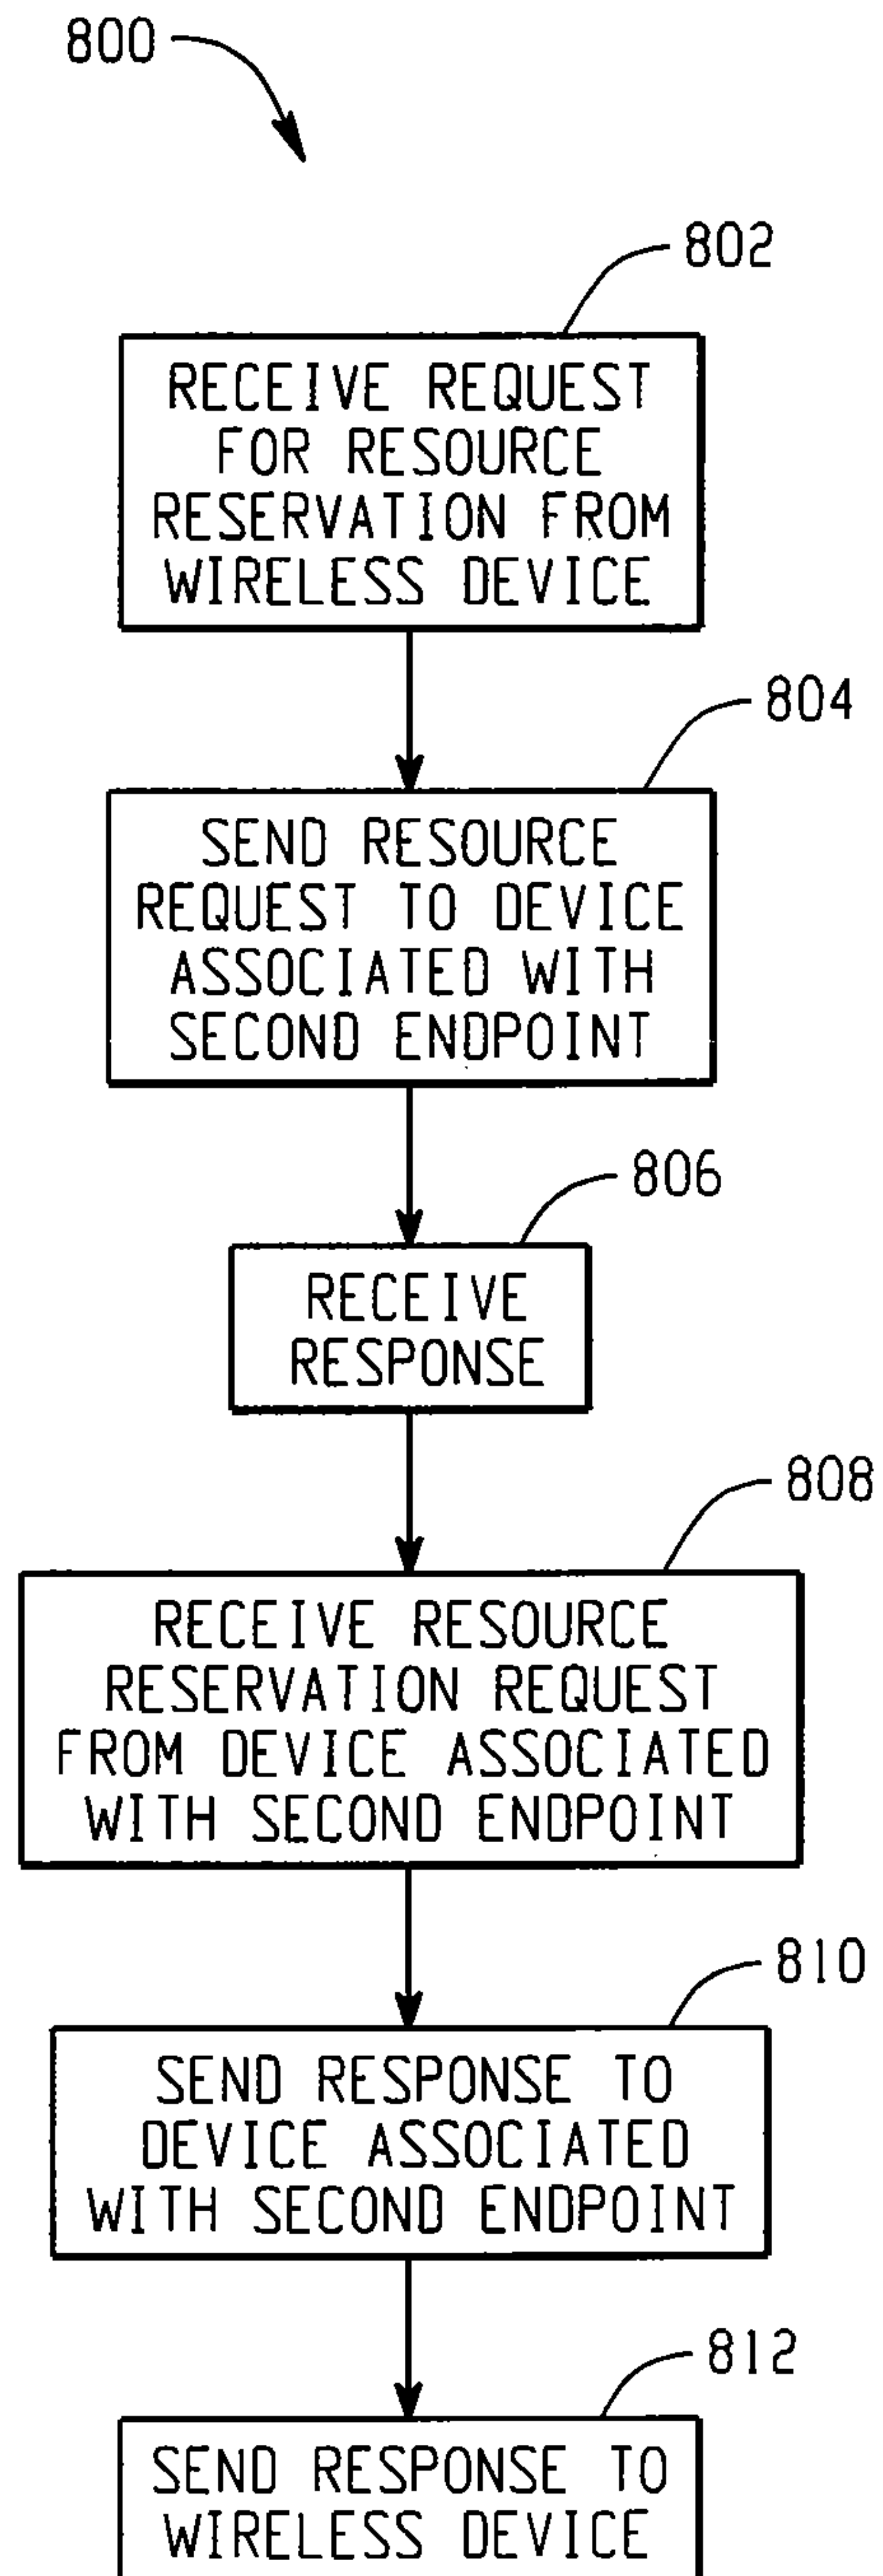 800
802
RECEIVE REQUEST
FOR RESOURCE
RESERVATION FROM
WIRELESS DEVICE
804
SEND RESOURCE
REQUEST TO DEVICE
ASSOCIATED WITH
SECOND ENDPOINT
806
RECEIVE
RESPONSE
808
RECEIVE RESOURCE
RESERVATION REQUEST
FROM DEVICE ASSOCIATED
WITH SECOND ENDPOINT
810
SEND RESPONSE TO
DEVICE ASSOCIATED
WITH SECOND ENDPOINT
812
SEND RESPONSE TO
WIRELESS DEVICE